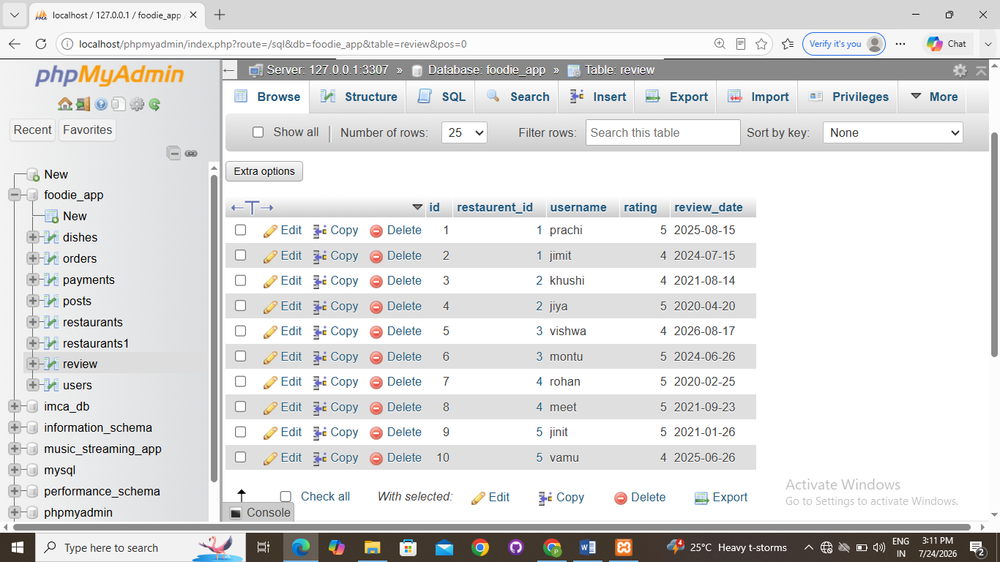 localhost / 127.0.0.1 / foodie_app
localhost/phpmyadmin/index.php?route=/sql&db=foodie_app&table=review&pos=0
Verify it's you
Chat
phpMyAdmin
Recent Favorites
New
foodie_app
New
dishes
orders
payments
posts
restaurants
restaurants1
review
users
imca_db
information_schema
music_streaming_app
mysql
performance_schema
phpmyadmin
Server: 127.0.0.1:3307 » Database: foodie_app » Table: review
Browse Structure SQL Search Insert Export Import Privileges More
Show all Number of rows: 25 Filter rows: Search this table Sort by key: None
Extra options
←T→ id restaurent_id username rating review_date
Edit Copy Delete 1 1 prachi 5 2025-08-15
Edit Copy Delete 2 1 jimit 4 2024-07-15
Edit Copy Delete 3 2 khushi 4 2021-08-14
Edit Copy Delete 4 2 jiya 5 2020-04-20
Edit Copy Delete 5 3 vishwa 4 2026-08-17
Edit Copy Delete 6 3 montu 5 2024-06-26
Edit Copy Delete 7 4 rohan 5 2020-02-25
Edit Copy Delete 8 4 meet 5 2021-09-23
Edit Copy Delete 9 5 jinit 5 2021-01-26
Edit Copy Delete 10 5 vamu 4 2025-06-26
Check all With selected: Edit Copy Delete Export
Console
Activate Windows
Go to Settings to activate Windows.
Type here to search
4
25°C Heavy t-storms
ENG
IN
3:11 PM
7/24/2026
2